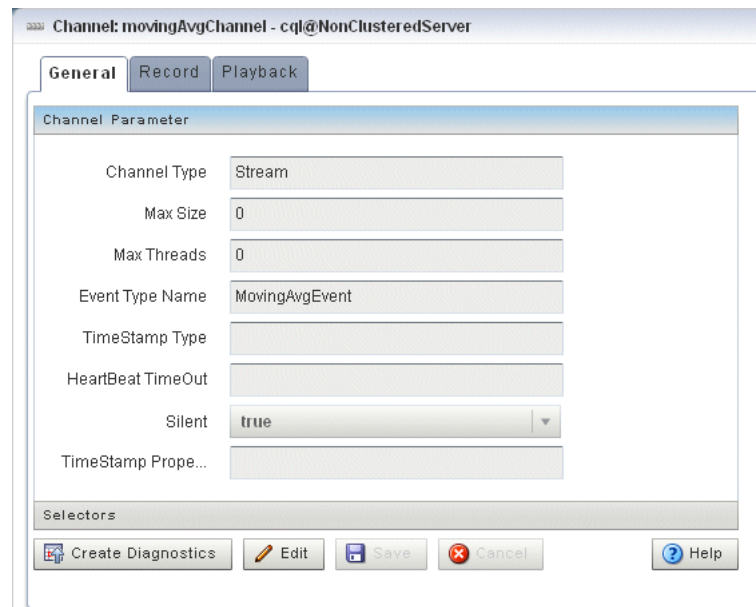 Channel: movingAvgChannel - cql@NonClusteredServer
General Record Playback
Channel Parameter
Channel Type Stream
Max Size 0
Max Threads 0
Event Type Name MovingAvgEvent
TimeStamp Type
HeartBeat TimeOut
Silent true
TimeStamp Prope...
Selectors
Create Diagnostics Edit Save Cancel Help